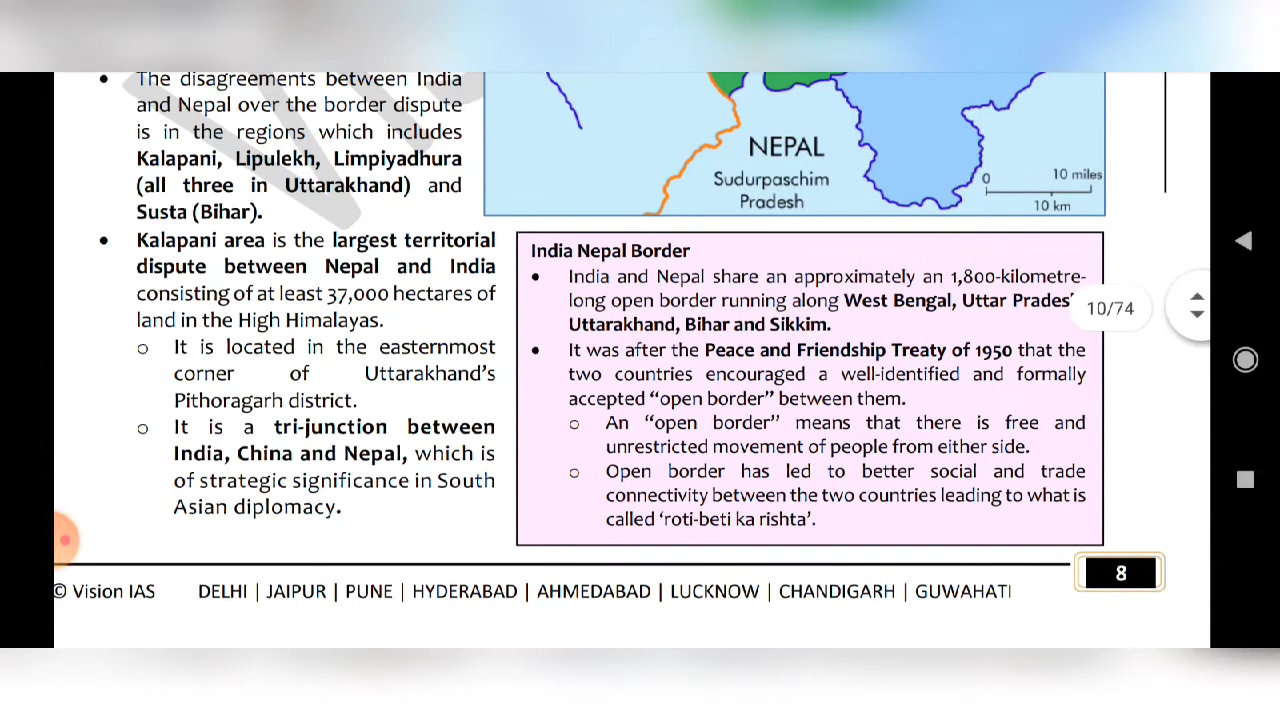 The disagreements between India
and Nepal over the border dispute
is in the regions which includes
Kalapani, Lipulekh, Limpiyadhura
(all three in Uttarakhand) and
Susta (Bihar).
Kalapani area is the largest territorial
dispute between Nepal and India
consisting of at least 37,000 hectares of
land in the High Himalayas.
It is located in the easternmost
corner of Uttarakhand's
Pithoragarh district.
It is a tri-junction between
India, China and Nepal, which is
of strategic significance in South
Asian diplomacy.
NEPAL
Sudurpaschim
Pradesh
0 10 miles
10 km
India Nepal Border
India and Nepal share an approximately an 1,800-kilometre-
long open border running along West Bengal, Uttar Prades
Uttarakhand, Bihar and Sikkim.
It was after the Peace and Friendship Treaty of 1950 that the
two countries encouraged a well-identified and formally
accepted "open border" between them.
An "open border" means that there is free and
unrestricted movement of people from either side.
Open border has led to better social and trade
connectivity between the two countries leading to what is
called 'roti-beti ka rishta'.
10/74
8
© Vision IAS DELHI | JAIPUR | PUNE | HYDERABAD | AHMEDABAD | LUCKNOW | CHANDIGARH | GUWAHATI